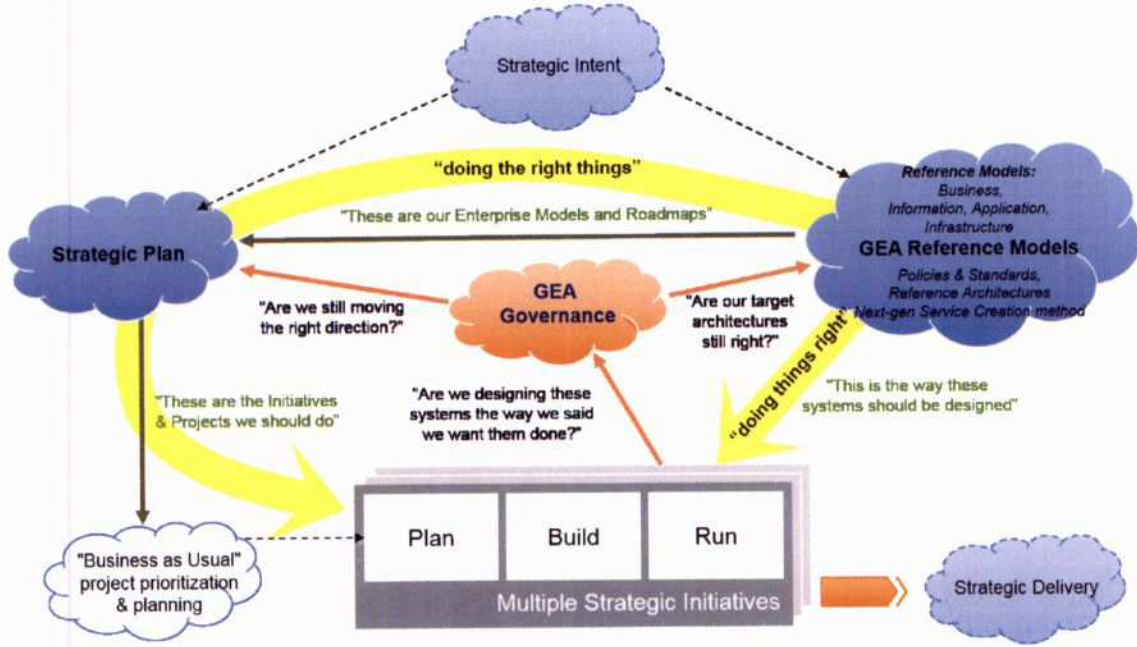 Strategic Intent
"doing the right things"
"These are our Enterprise Models and Roadmaps"
Strategic Plan
Reference Models:
Business,
Information, Application,
Infrastructure
GEA Reference Models
Policies & Standards,
Reference Architectures
Next-gen Service Creation method
GEA
Governance
"Are we still moving
the right direction?"
"Are our target
architectures
still right?"
"doing things right"
"These are the Initiatives
& Projects we should do"
"Are we designing these
systems the way we said
we want them done?"
"This is the way these
systems should be designed"
"Business as Usual"
project prioritization
& planning
Plan
Build
Run
Multiple Strategic Initiatives
Strategic Delivery